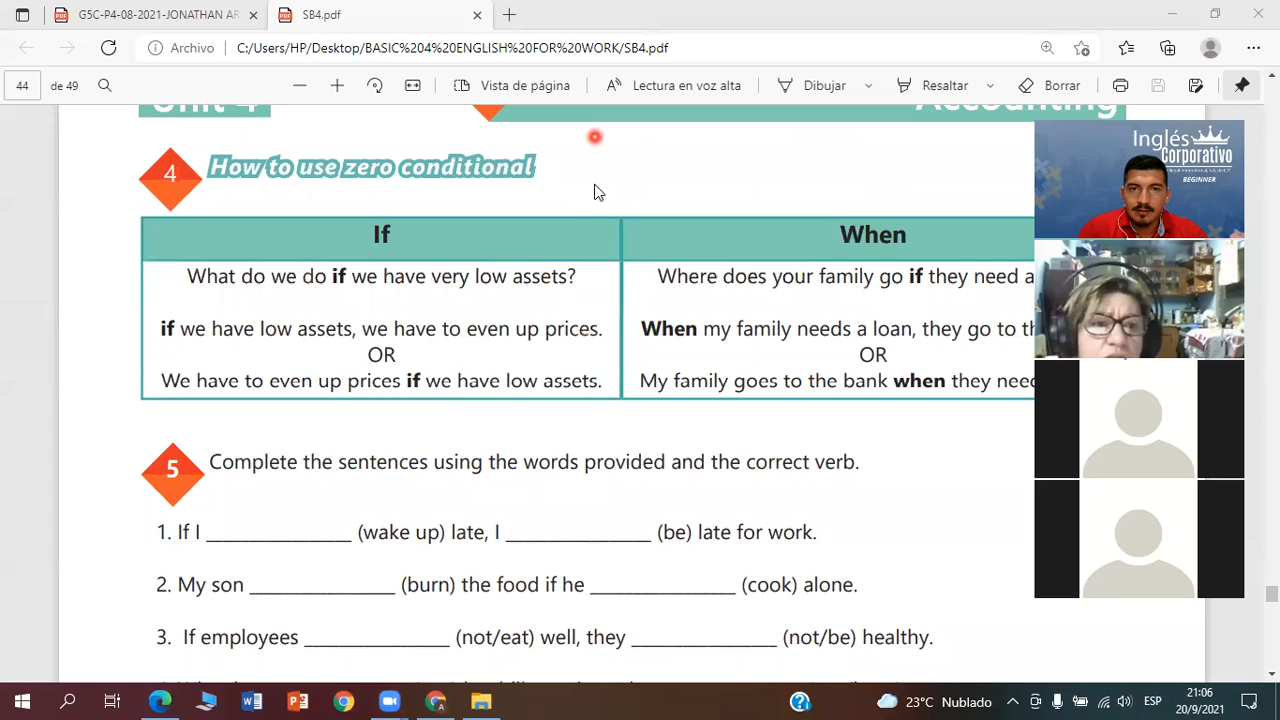 G5C-P4-08-2021-JONATHAN AR
SB4.pdf
Archivo
C:/Users/HP/Desktop/BASIC%204%20ENGLISH%20FOR%20WORK/SB4.pdf
44 de 49
Vista de página
Lectura en voz alta
Dibujar
Resaltar
Borrar
Unit 4
Accounting
4 How to use zero conditional
If
When
What do we do if we have very low assets?
Where does your family go if they need a
if we have low assets, we have to even up prices.
When my family needs a loan, they go to th
OR
OR
We have to even up prices if we have low assets.
My family goes to the bank when they need
5 Complete the sentences using the words provided and the correct verb.
1. If I ______________ (wake up) late, I ______________ (be) late for work.
2. My son ______________ (burn) the food if he ______________ (cook) alone.
3. If employees ______________ (not/eat) well, they ______________ (not/be) healthy.
Inglés
Corporativo
BEGINNER
23°C Nublado
ESP
21:06
20/9/2021